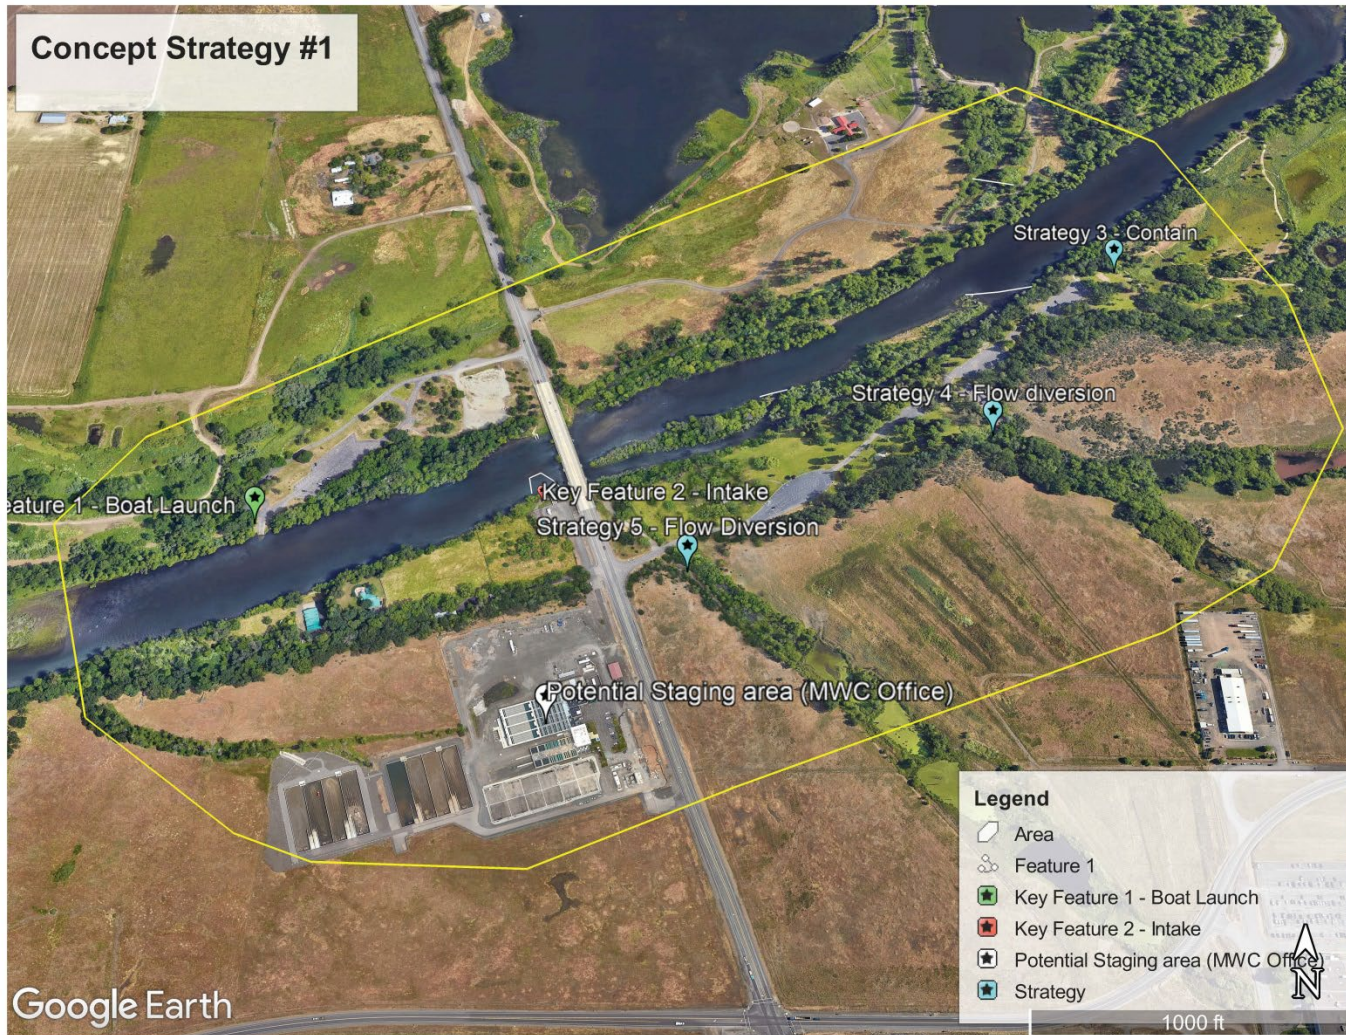 Concept Strategy #1
Strategy 3 - Contain
Strategy 4 - Flow diversion
eature 1 - Boat Launch
Key Feature 2 - Intake
Strategy 5 - Flow Diversion
Potential Staging area (MWC Office)
Legend
Area
Feature 1
Key Feature 1 - Boat Launch
Key Feature 2 - Intake
Potential Staging area (MWC Office)
Strategy
N
Google Earth
1000 ft